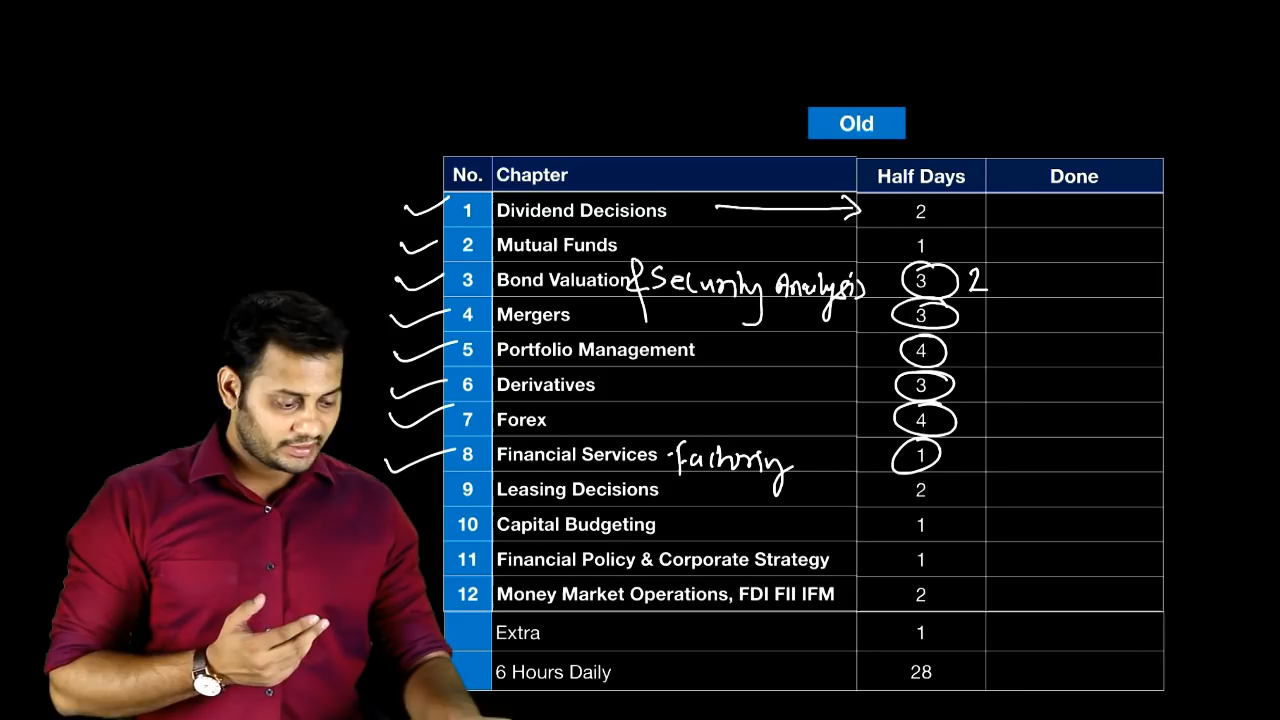 Old
No. Chapter Half Days Done
1 Dividend Decisions 2
2 Mutual Funds 1
3 Bond Valuation & Security Analysis 3 2
4 Mergers 3
5 Portfolio Management 4
6 Derivatives 3
7 Forex 4
8 Financial Services - 1
9 Leasing Decisions 2
10 Capital Budgeting 1
11 Financial Policy & Corporate Strategy 1
12 Money Market Operations, FDI FII IFM 2
Extra 1
6 Hours Daily 28